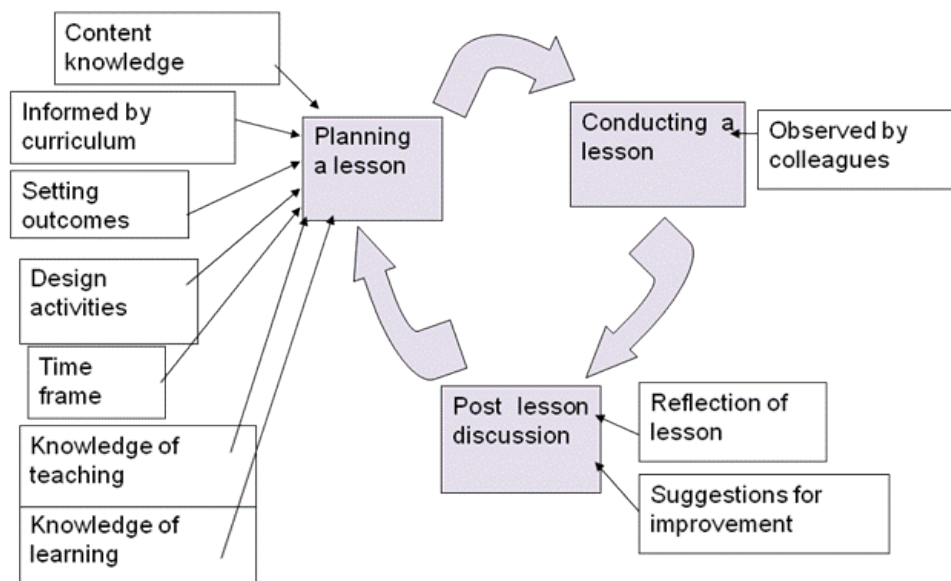 Content
knowledge
Informed by
curriculum
Setting
outcomes
Design
activities
Time
frame
Knowledge of
teaching
Knowledge of
learning
Planning
a lesson
Conducting a
lesson
Observed by
colleagues
Post lesson
discussion
Reflection of
lesson
Suggestions for
improvement